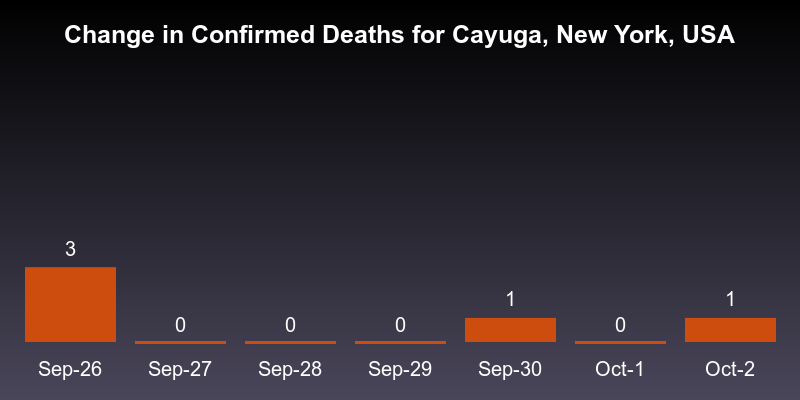 Change in Confirmed Deaths for Cayuga, New York, USA
3
0
0
0
1
0
1
Sep-26
Sep-27
Sep-28
Sep-29
Sep-30
Oct-1
Oct-2